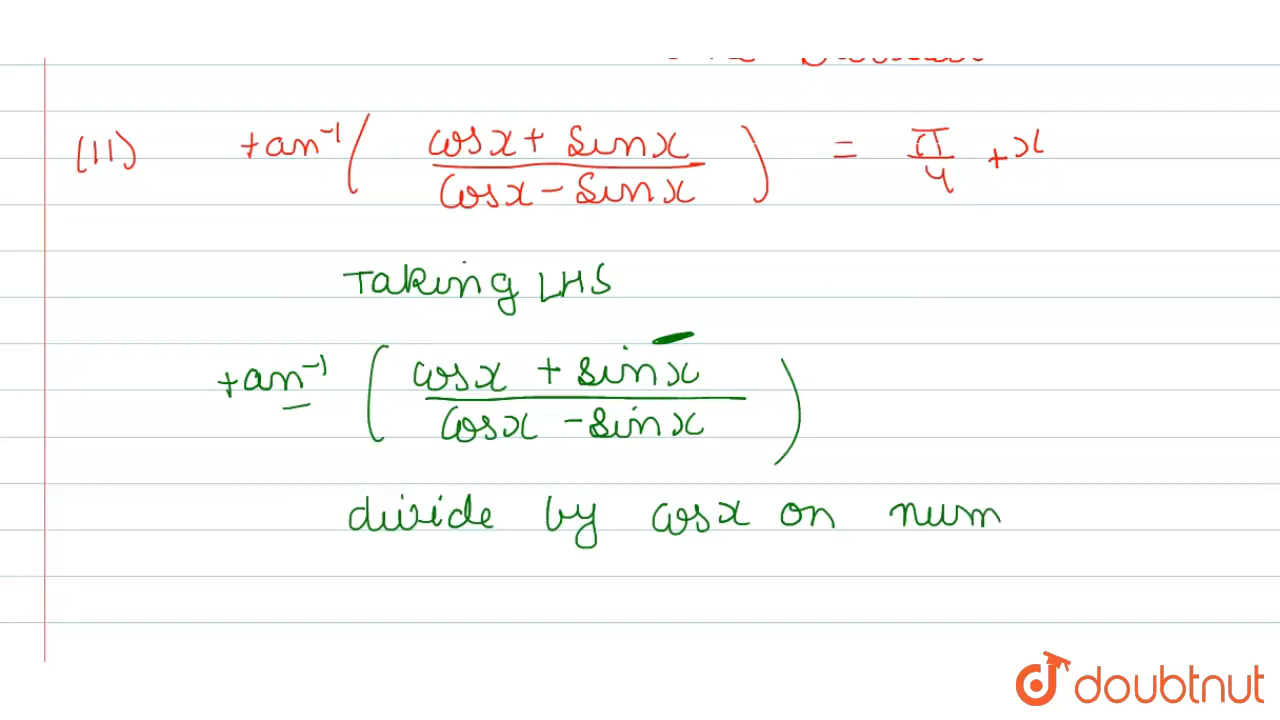 (11) tan⁻¹( (cosx + sinx) / (cosx - sinx) ) = π/4 + x
Taking LHS
tan⁻¹( (cosx + sinx) / (cosx - sinx) )
divide by cosx on num
doubtnut